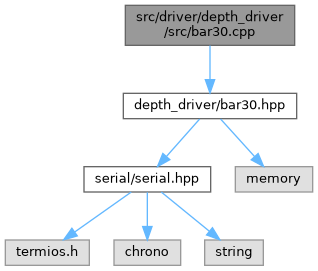 src/driver/depth_driver
/src/bar30.cpp
depth_driver/bar30.hpp
serial/serial.hpp
memory
termios.h
chrono
string